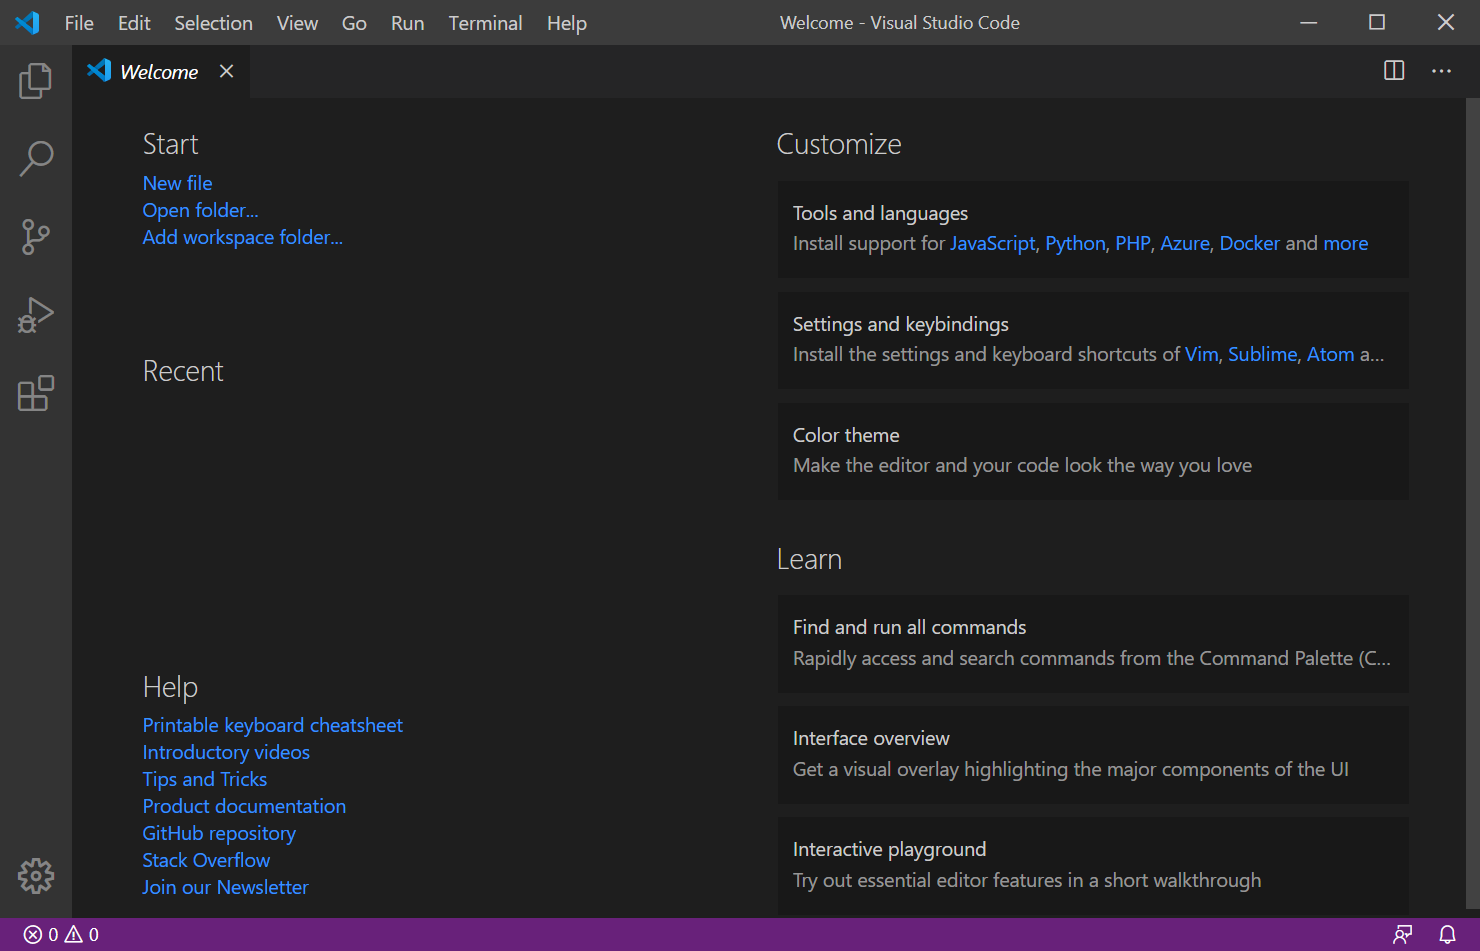 File Edit Selection View Go Run Terminal Help Welcome - Visual Studio Code
Welcome
Start
New file
Open folder...
Add workspace folder...
Recent
Help
Printable keyboard cheatsheet
Introductory videos
Tips and Tricks
Product documentation
GitHub repository
Stack Overflow
Join our Newsletter
Customize
Tools and languages
Install support for JavaScript, Python, PHP, Azure, Docker and more
Settings and keybindings
Install the settings and keyboard shortcuts of Vim, Sublime, Atom a...
Color theme
Make the editor and your code look the way you love
Learn
Find and run all commands
Rapidly access and search commands from the Command Palette (C...
Interface overview
Get a visual overlay highlighting the major components of the UI
Interactive playground
Try out essential editor features in a short walkthrough
0 0